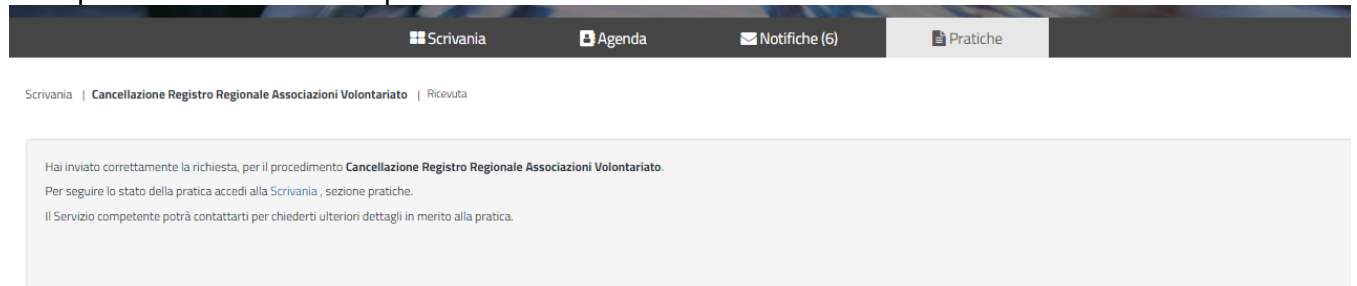 Scrivania Agenda Notifiche (6) Pratiche
Scrivania | Cancellazione Registro Regionale Associazioni Volontariato | Ricevuta
Hai inviato correttamente la richiesta, per il procedimento Cancellazione Registro Regionale Associazioni Volontariato.
Per seguire lo stato della pratica accedi alla Scrivania , sezione pratiche.
Il Servizio competente potrà contattarti per chiederti ulteriori dettagli in merito alla pratica.